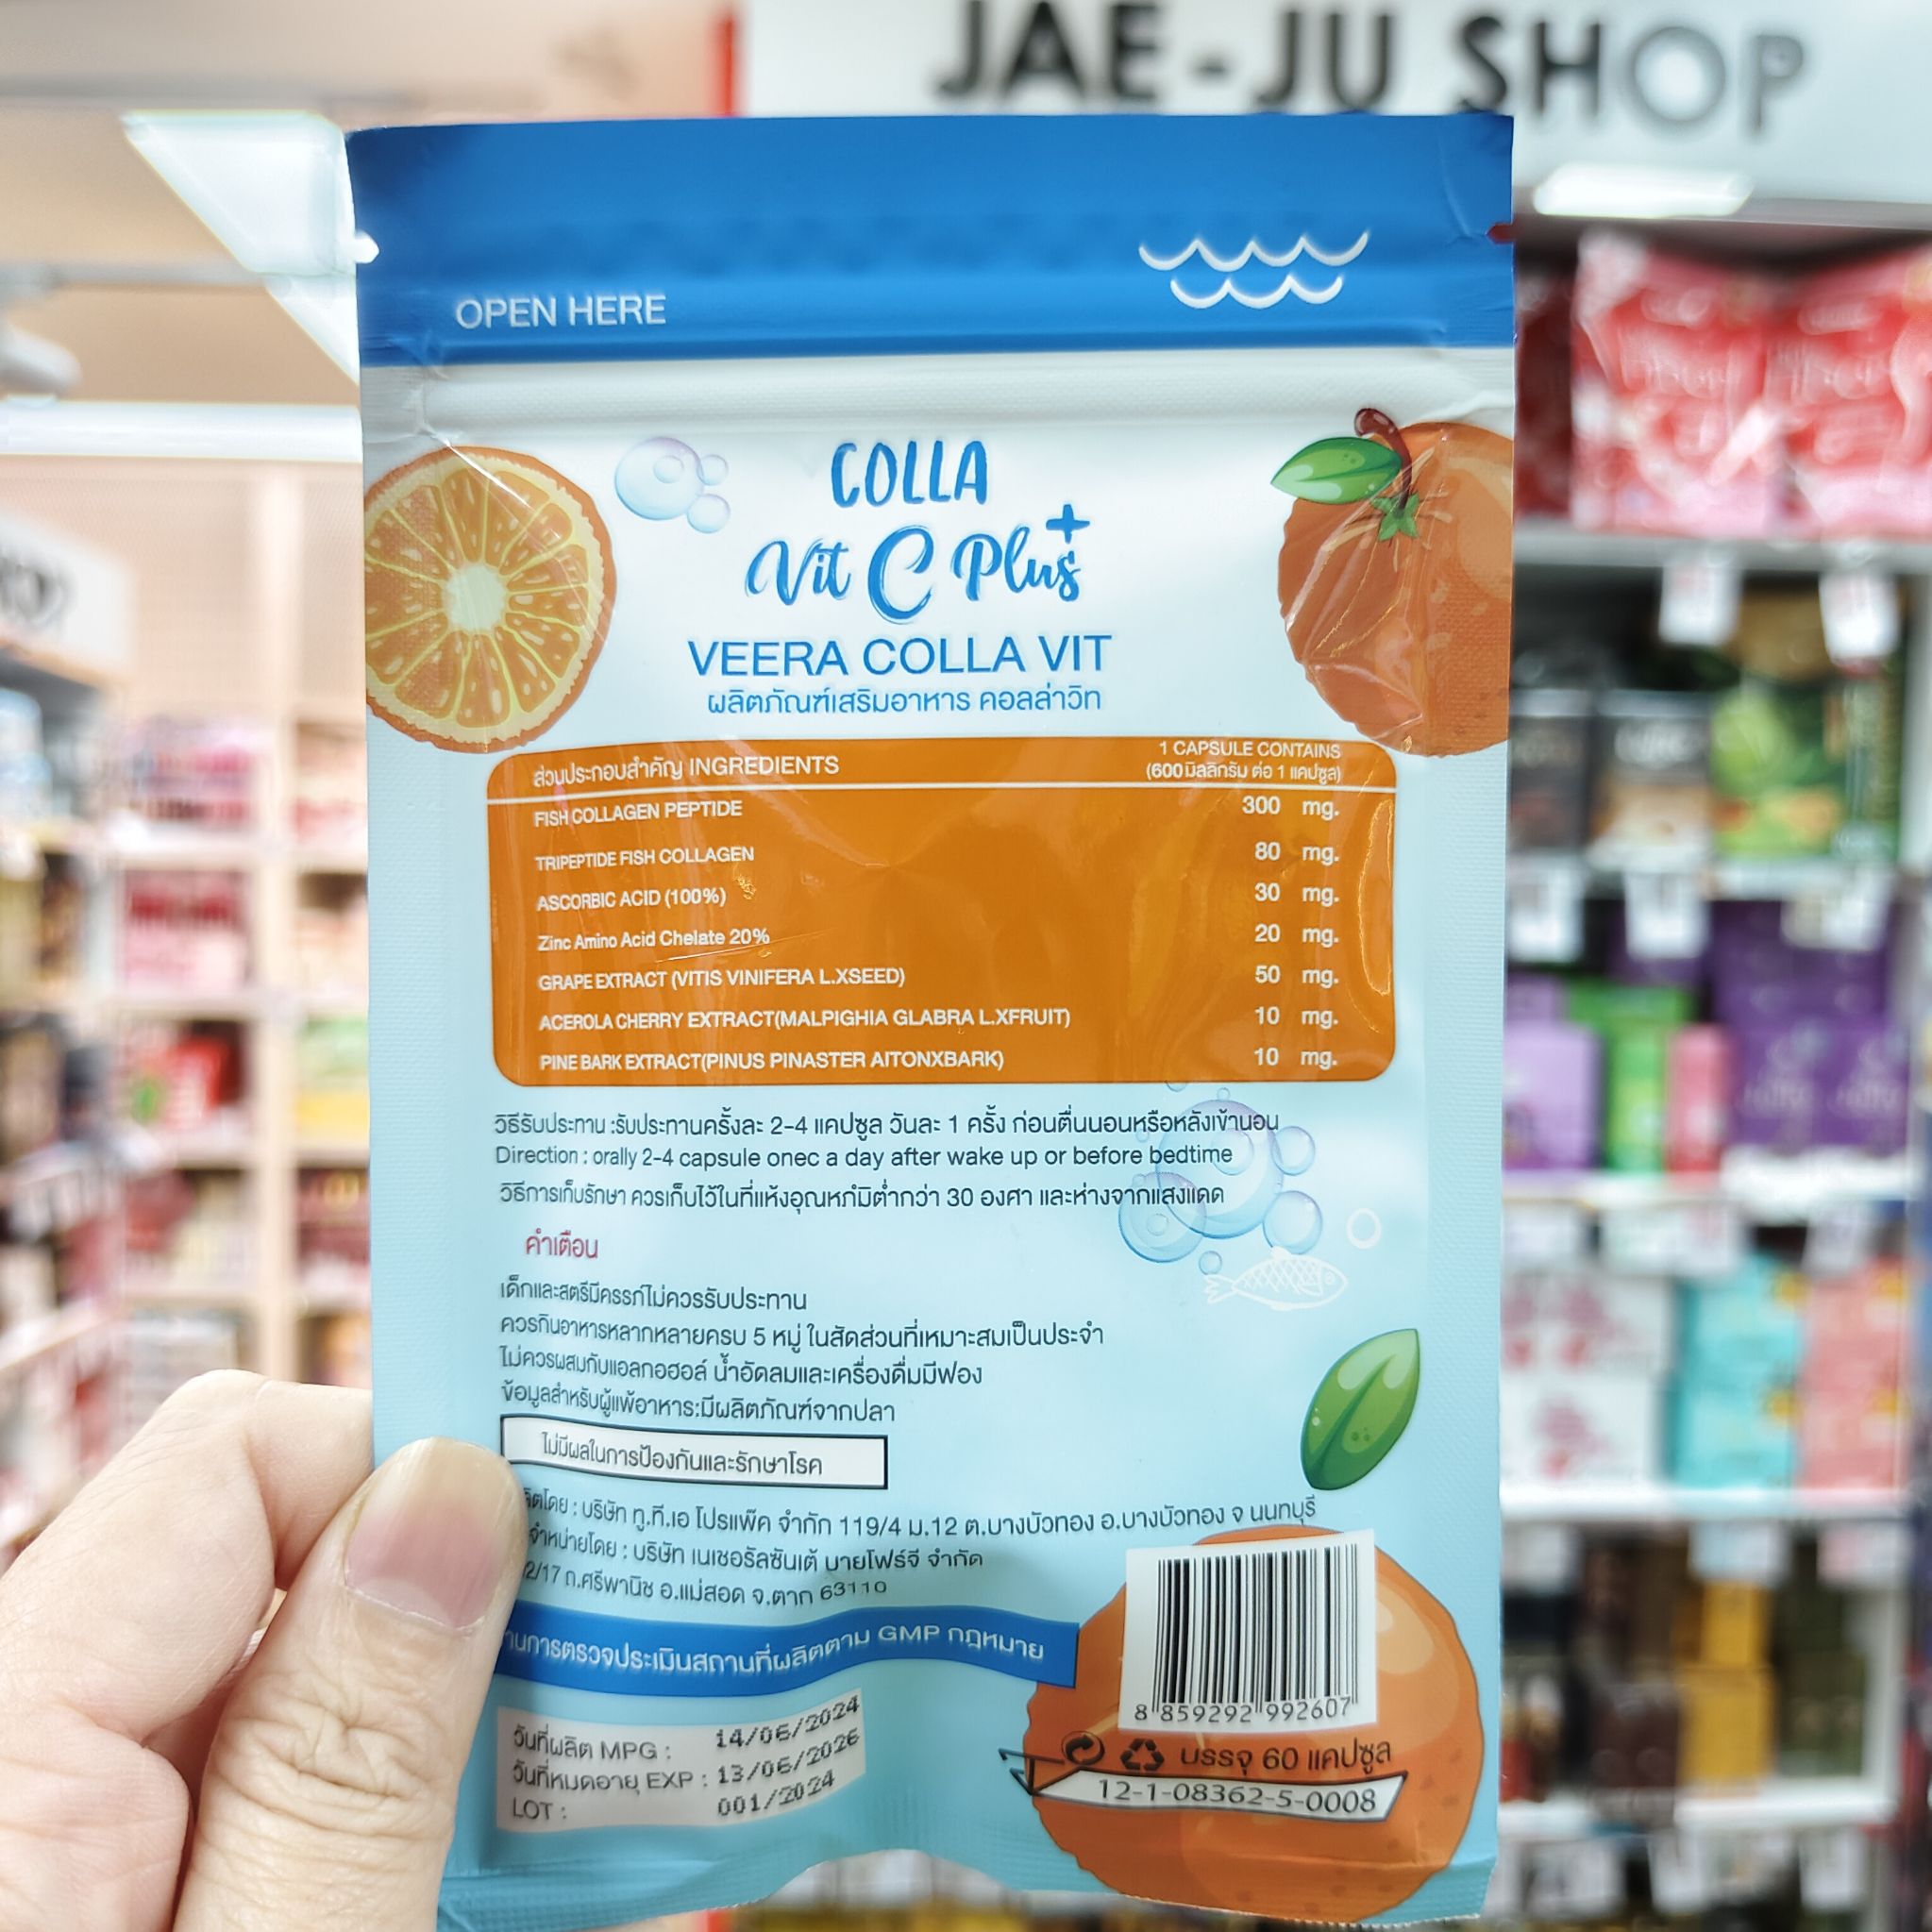 JAE-JU SHOP
OPEN HERE
COLLA
Vit C Plus+
VEERA COLLA VIT
ผลิตภัณฑ์เสริมอาหาร คอลล่าวิท
ส่วนประกอบสำคัญ INGREDIENTS 1 CAPSULE CONTAINS
(600มิลลิกรัม ต่อ 1 แคปซูล)
FISH COLLAGEN PEPTIDE 300 mg.
TRIPEPTIDE FISH COLLAGEN 80 mg.
ASCORBIC ACID (100%) 30 mg.
Zinc Amino Acid Chelate 20% 20 mg.
GRAPE EXTRACT (VITIS VINIFERA L.XSEED) 50 mg.
ACEROLA CHERRY EXTRACT(MALPIGHIA GLABRA L.XFRUIT) 10 mg.
PINE BARK EXTRACT(PINUS PINASTER AITONXBARK) 10 mg.
วิธีรับประทาน :รับประทานครั้งละ 2-4 แคปซูล วันละ 1 ครั้ง ก่อนตื่นนอนหรือหลังเข้านอน
Direction : orally 2-4 capsule onec a day after wake up or before bedtime
วิธีการเก็บรักษา ควรเก็บไว้ในที่แห้งอุณหภํมิต่ำกว่า 30 องศา และห่างจากแสงแดด
คำเตือน
เด็กและสตรีมีครรภ์ไม่ควรรับประทาน
ควรกินอาหารหลากหลายครบ 5 หมู่ ในสัดส่วนที่เหมาะสมเป็นประจำ
ไม่ควรผสมกับแอลกอฮอล์ น้ำอัดลมและเครื่องดื่มมีฟอง
ข้อมูลสำหรับผู้แพ้อาหาร:มีผลิตภัณฑ์จากปลา
ไม่มีผลในการป้องกันและรักษาโรค
บริษัท ทู.ที.เอ โปรแพ๊ค จำกัด 119/4 ม.12 ต.บางบัวทอง อ.บางบัวทอง จ นนทบุรี
จำหน่ายโดย : บริษัท เนเชอรัลซันเต้ บายโฟร์จี จำกัด
2/17 ถ.ศรีพานิช อ.แม่สอด จ.ตาก 63110
านการตรวจประเมินสถานที่ผลิตตาม GMP กฎหมาย
วันที่ผลิต MPG : 14/06/2024
วันที่หมดอายุ EXP : 13/06/2026
LOT : 001/2024
8 859292 992607
บรรจุ 60 แคปซูล
12-1-08362-5-0008